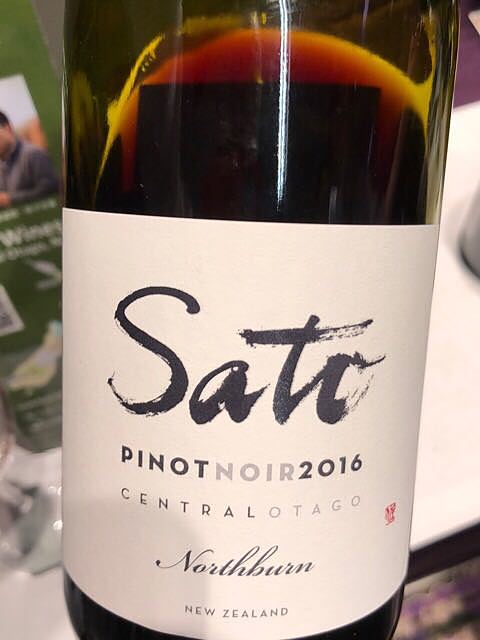 Sato
PINOTNOIR2016
CENTRALOTAGO
Northburn
NEW ZEALAND